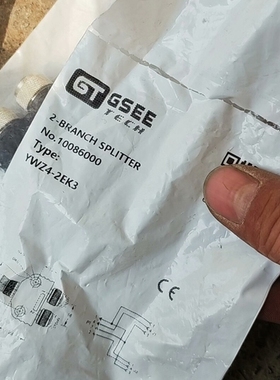 GT GSEE
TECH
2-BRANCH SPLITTER
No.10086000
Type:
YWZ4-2EK3
CE